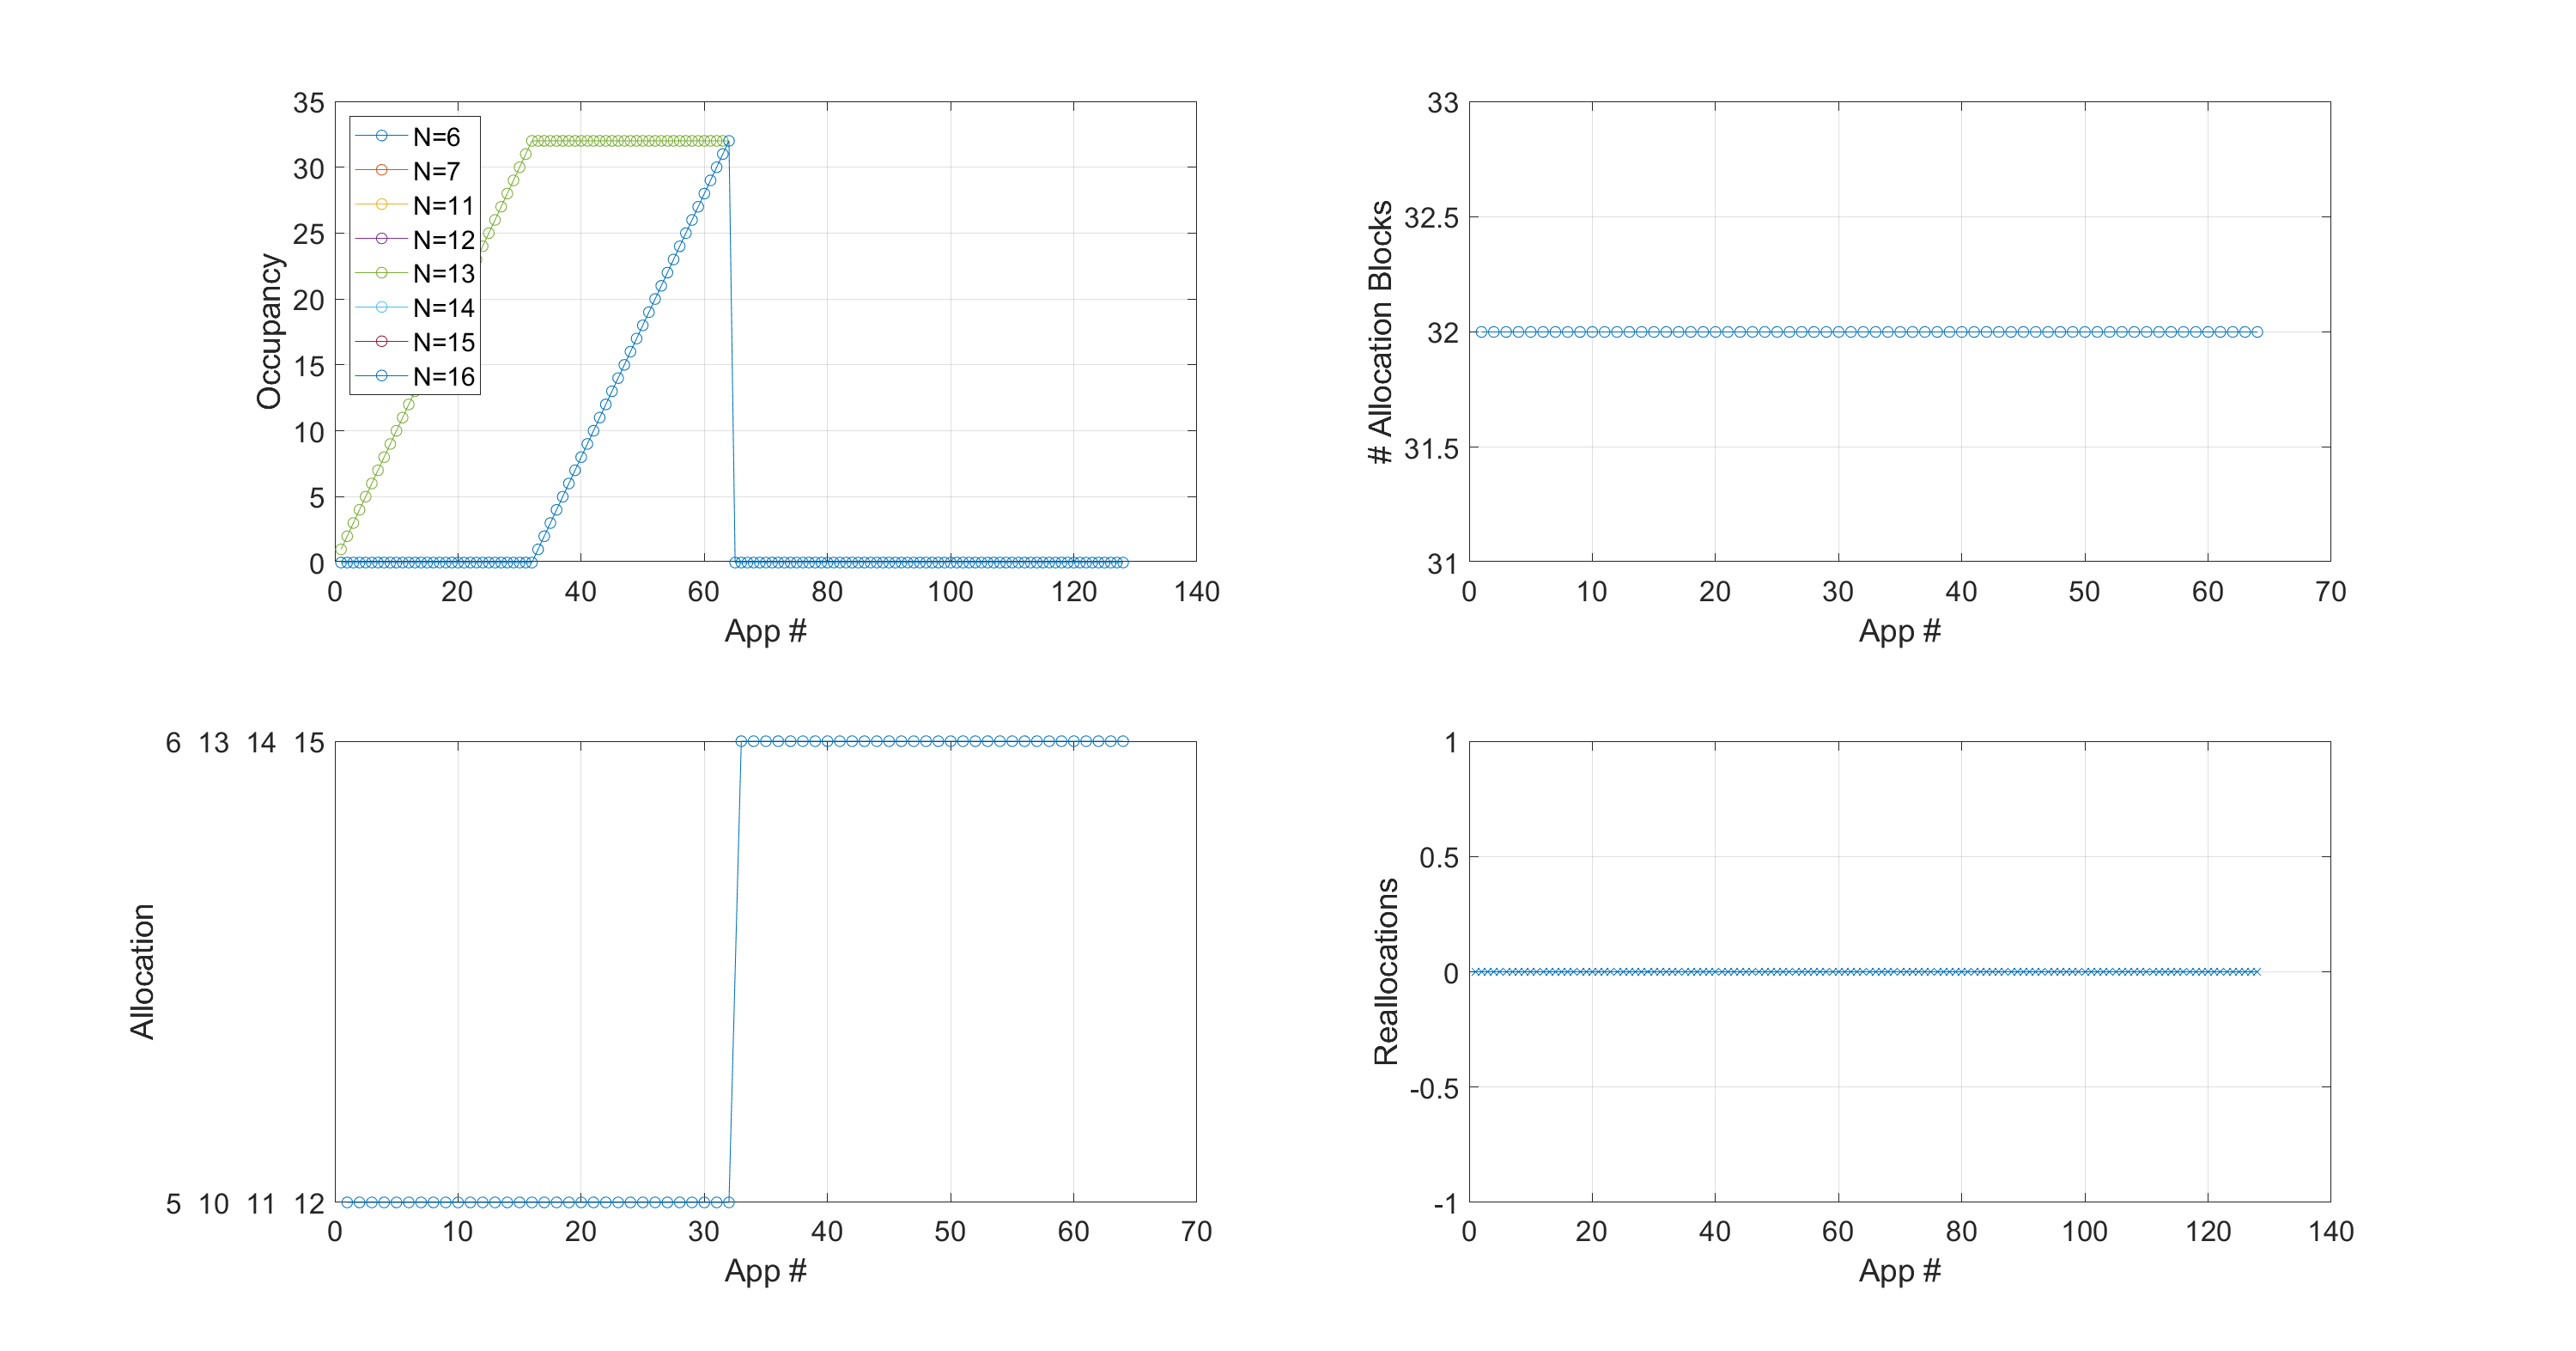 35
30
25
20
15
10
5
0
Occupancy
N=6
N=7
N=11
N=12
N=13
N=14
N=15
N=16
0 20 40 60 80 100 120 140
App #
33
32.5
32
31.5
31
# Allocation Blocks
0 10 20 30 40 50 60 70
App #
6 13 14 15
5 10 11 12
Allocation
0 10 20 30 40 50 60 70
App #
1
0.5
0
-0.5
-1
Reallocations
0 20 40 60 80 100 120 140
App #